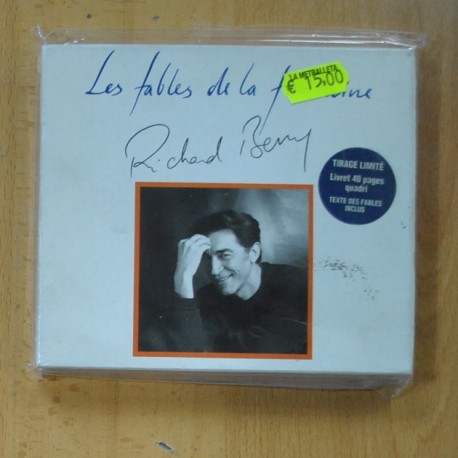 Les fables de la
LA METRALLETA
€ 15,00
Richard Berry
TIRAGE LIMITÉ
Livret 40 pages
quadri
TEXTE DES FABLES
INCLUS